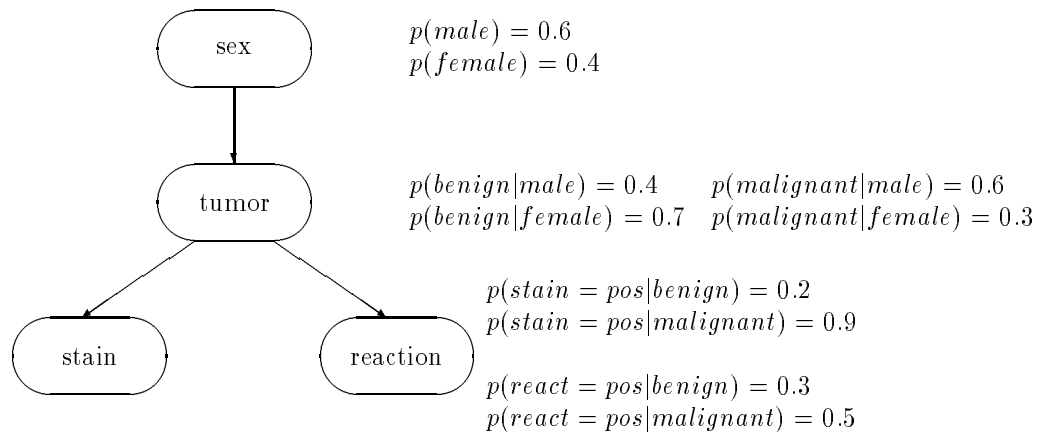 sex
p(male) = 0.6
p(female) = 0.4
tumor
p(benign|male) = 0.4 p(malignant|male) = 0.6
p(benign|female) = 0.7 p(malignant|female) = 0.3
stain
reaction
p(stain = pos|benign) = 0.2
p(stain = pos|malignant) = 0.9
p(react = pos|benign) = 0.3
p(react = pos|malignant) = 0.5